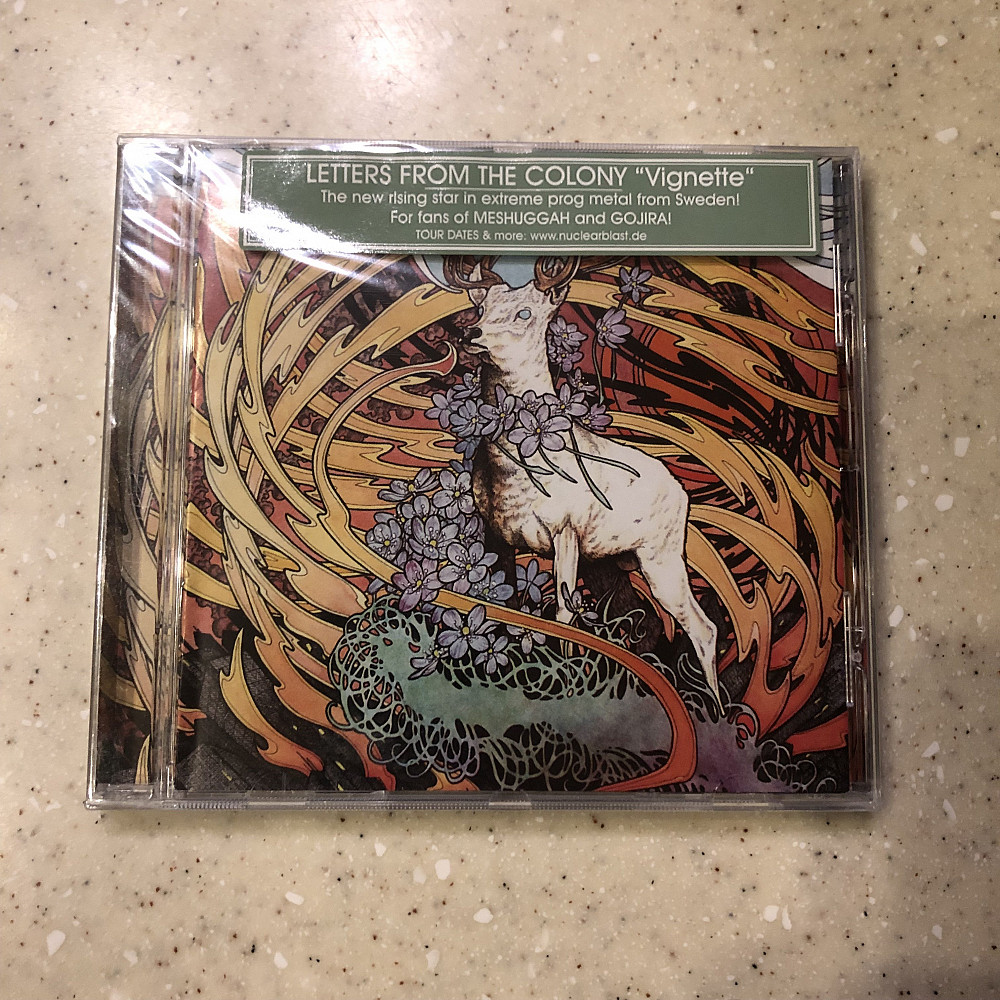 LETTERS FROM THE COLONY "Vignette"
The new rising star in extreme prog metal from Sweden!
For fans of MESHUGGAH and GOJIRA!
TOUR DATES & more: www.nuclearblast.de